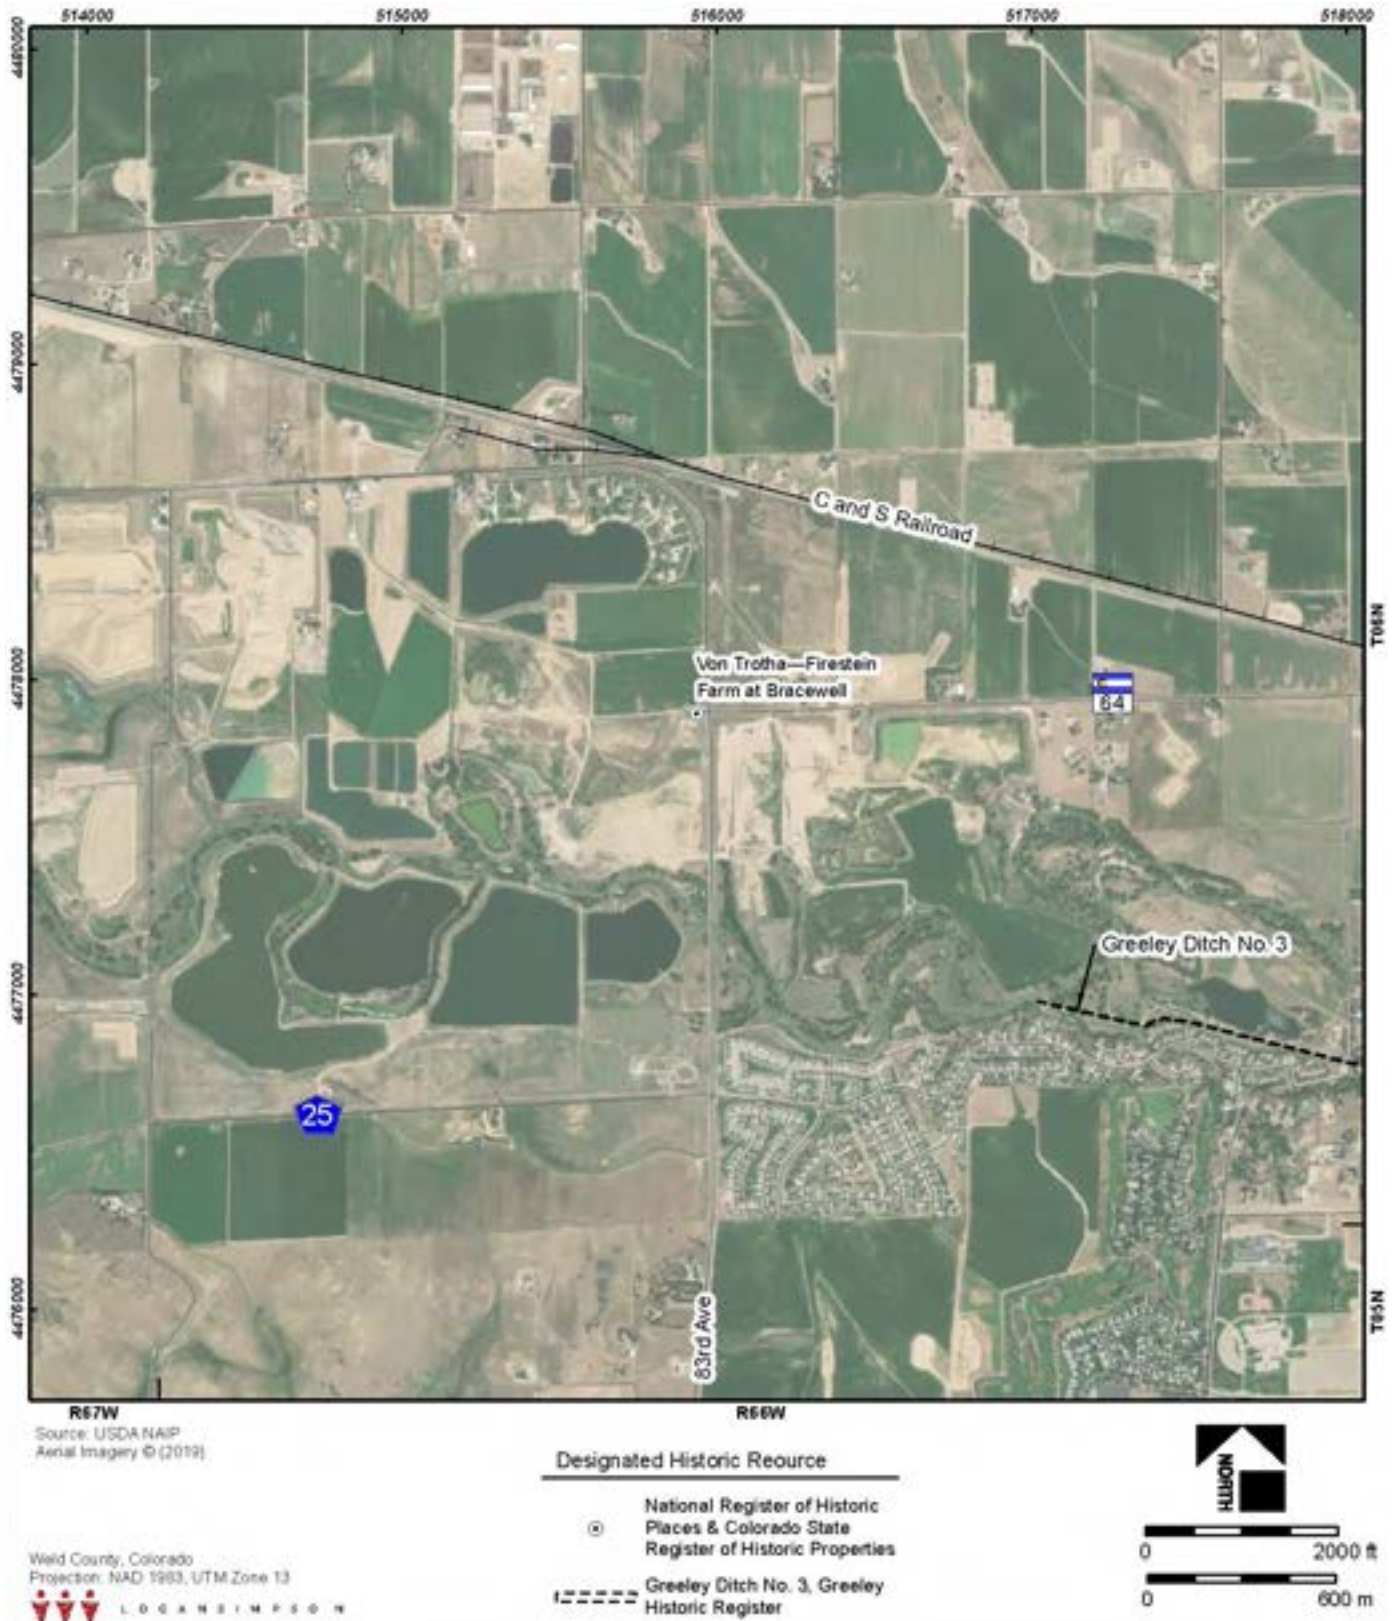 514000 515000 516000 517000 518000
4480000
4479000
C and S Railroad
T06N
4478000
Von Trotha—Firestein
Farm at Bracewell
64
Greeley Ditch No. 3
4477000
25
4476000
83rd Ave
T05N
R67W R66W
Source: USDA NAIP
Aerial Imagery © (2019)
Designated Historic Reource
National Register of Historic
Places & Colorado State
Register of Historic Properties
Greeley Ditch No. 3, Greeley
Historic Register
NORTH
0 2000 ft
0 600 m
Weld County, Colorado
Projection: NAD 1983, UTM Zone 13
LOGANSIMPSON